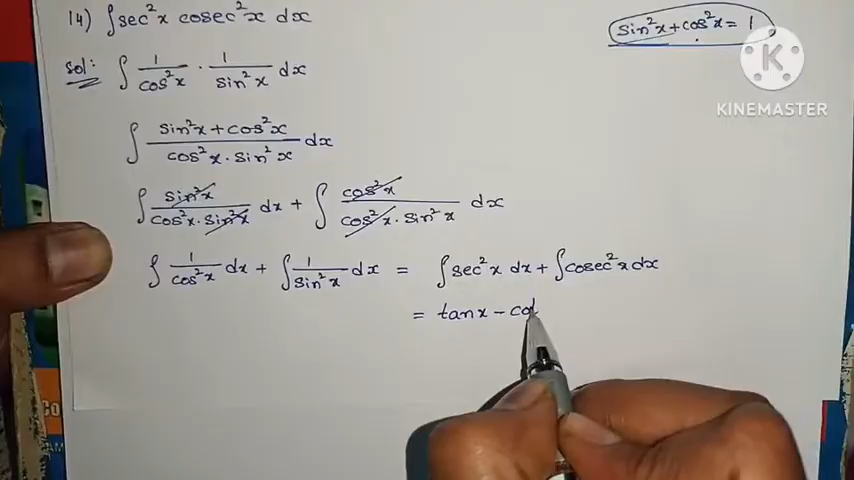 14) ∫sec²x cosec²x dx
sin²x+cos²x = 1
Sol: ∫ 1/cos²x · 1/sin²x dx
KINEMASTER
∫ sin²x+cos²x / cos²x·sin²x dx
∫ sin²x / cos²x·sin²x dx + ∫ cos²x / cos²x·sin²x dx
∫ 1/cos²x dx + ∫ 1/sin²x dx = ∫sec²x dx + ∫cosec²x dx
= tanx - cot